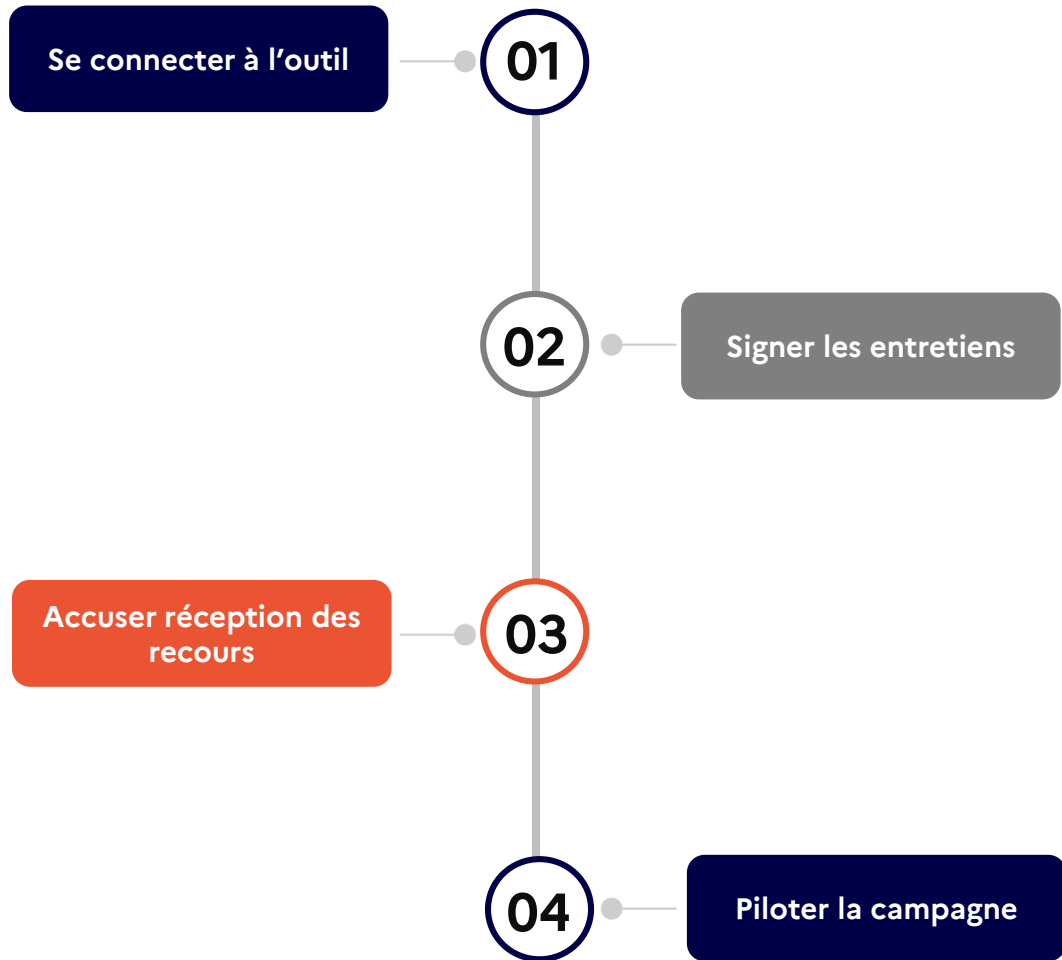 Se connecter à l’outil
01
02
Signer les entretiens
Accuser réception des
recours
03
04
Piloter la campagne